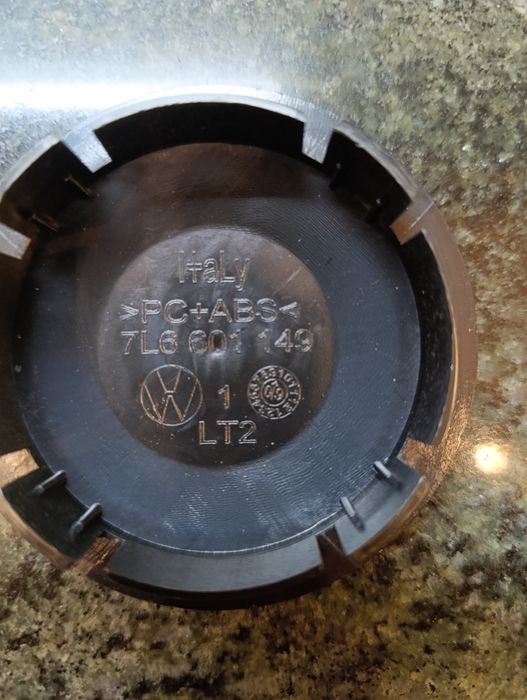 ItaLy
>PC+ABS<
7L6 601 149
1
LT2